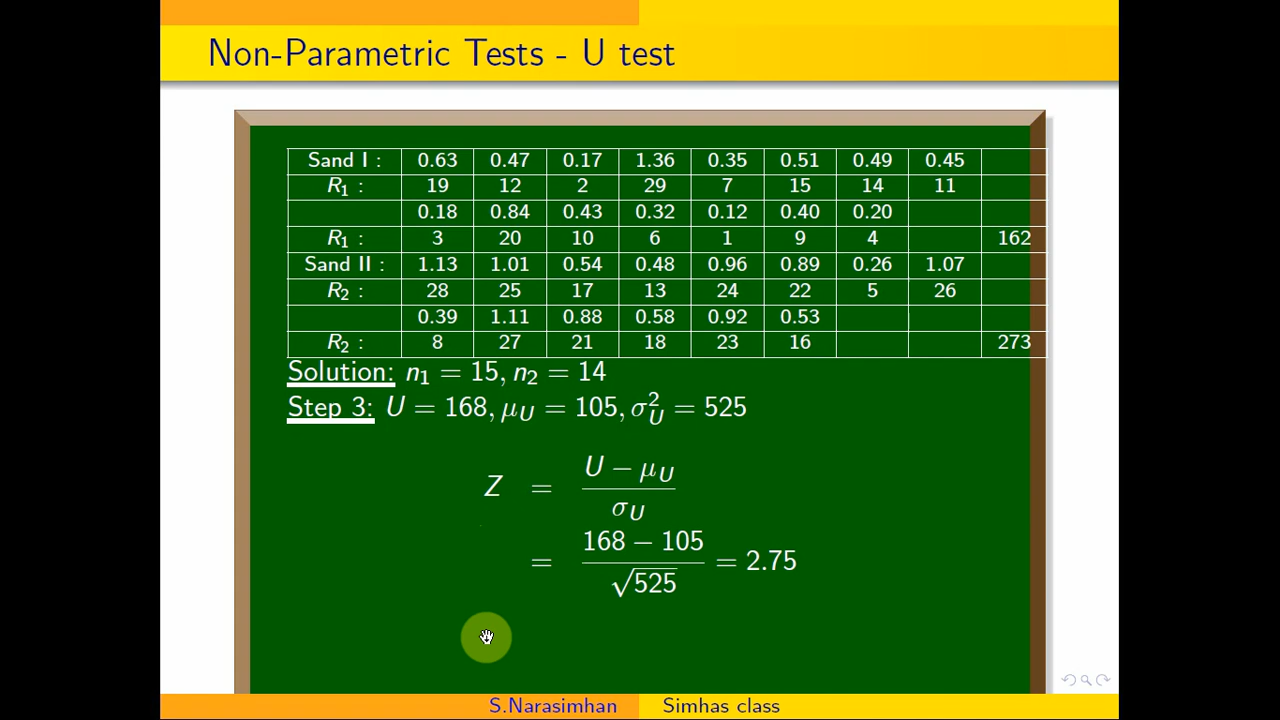 Non-Parametric Tests - U test
Sand I : 0.63 0.47 0.17 1.36 0.35 0.51 0.49 0.45
R₁ : 19 12 2 29 7 15 14 11
0.18 0.84 0.43 0.32 0.12 0.40 0.20
R₁ : 3 20 10 6 1 9 4 162
Sand II : 1.13 1.01 0.54 0.48 0.96 0.89 0.26 1.07
R₂ : 28 25 17 13 24 22 5 26
0.39 1.11 0.88 0.58 0.92 0.53
R₂ : 8 27 21 18 23 16 273
Solution: n₁ = 15, n₂ = 14
Step 3: U = 168, μ_U = 105, σ²_U = 525
Z = (U − μ_U) / σ_U
= (168 − 105) / √525 = 2.75
S.Narasimhan Simhas class